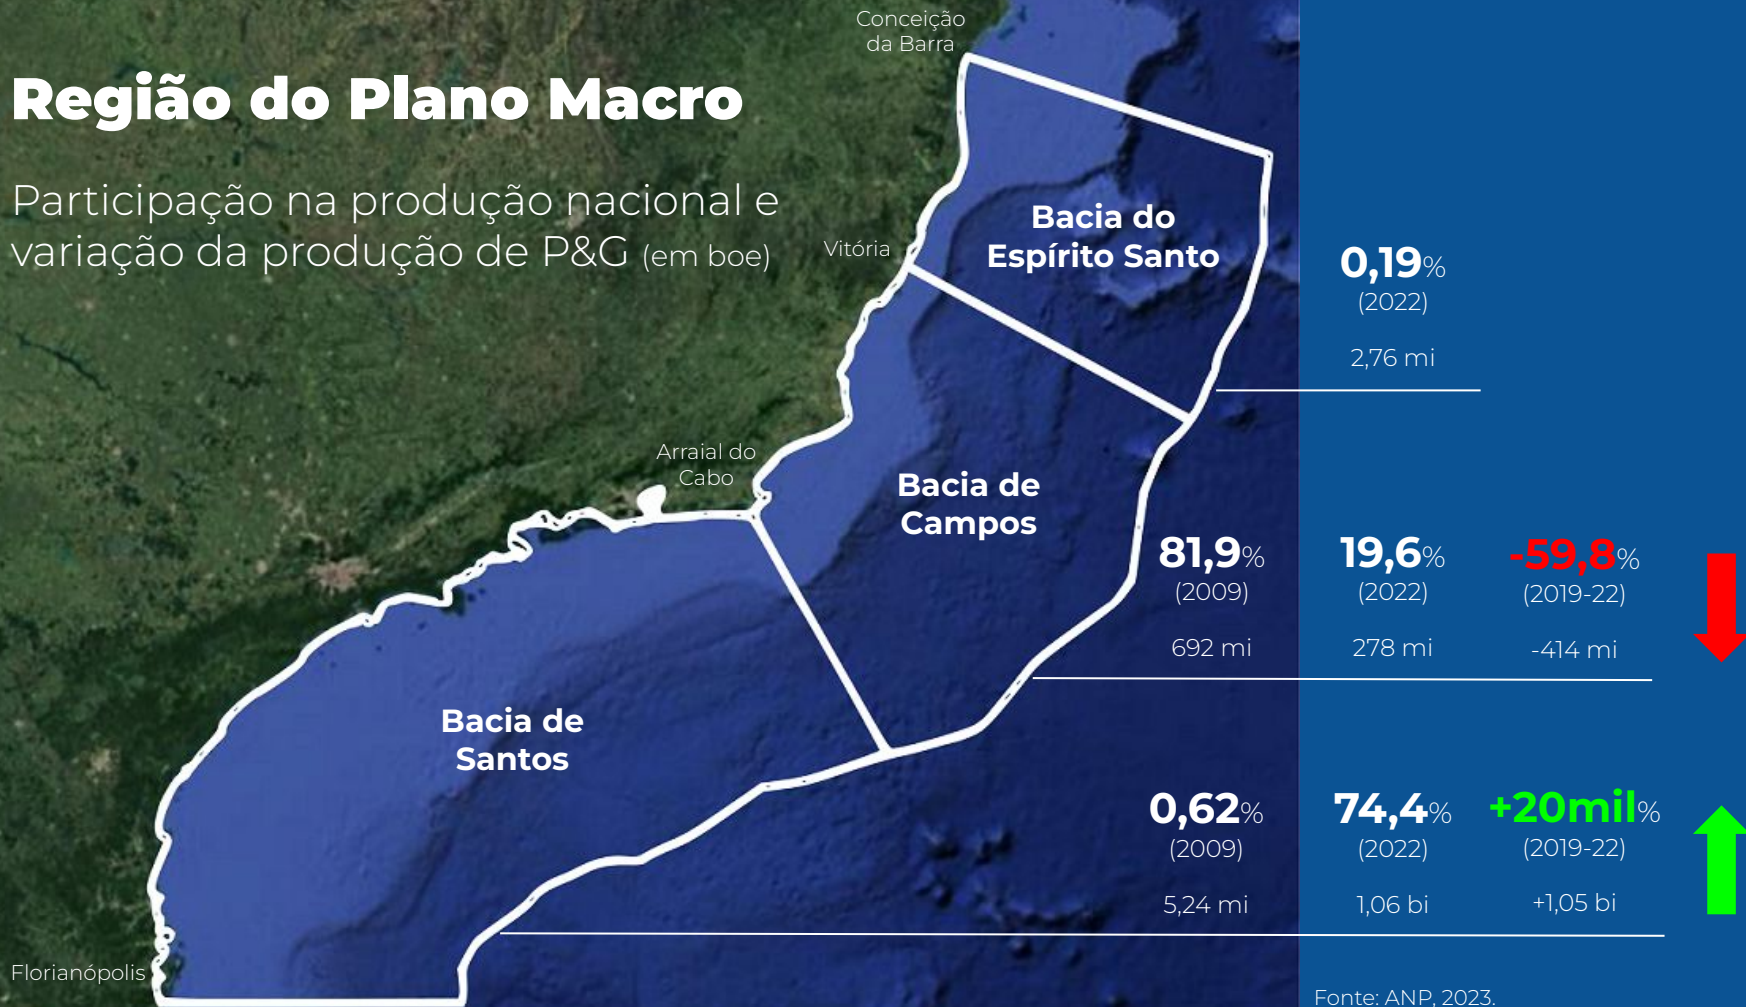 Conceição
da Barra
Região do Plano Macro
Participação na produção nacional e
variação da produção de P&G (em boe)
Vitória
Bacia do
Espírito Santo
0,19%
(2022)
2,76 mi
Arraial do
Cabo
Bacia de
Campos
81,9%
(2009)
692 mi
19,6%
(2022)
278 mi
-59,8%
(2019-22)
-414 mi
Bacia de
Santos
0,62%
(2009)
5,24 mi
74,4%
(2022)
1,06 bi
+20mil%
(2019-22)
+1,05 bi
Florianópolis
Fonte: ANP, 2023.